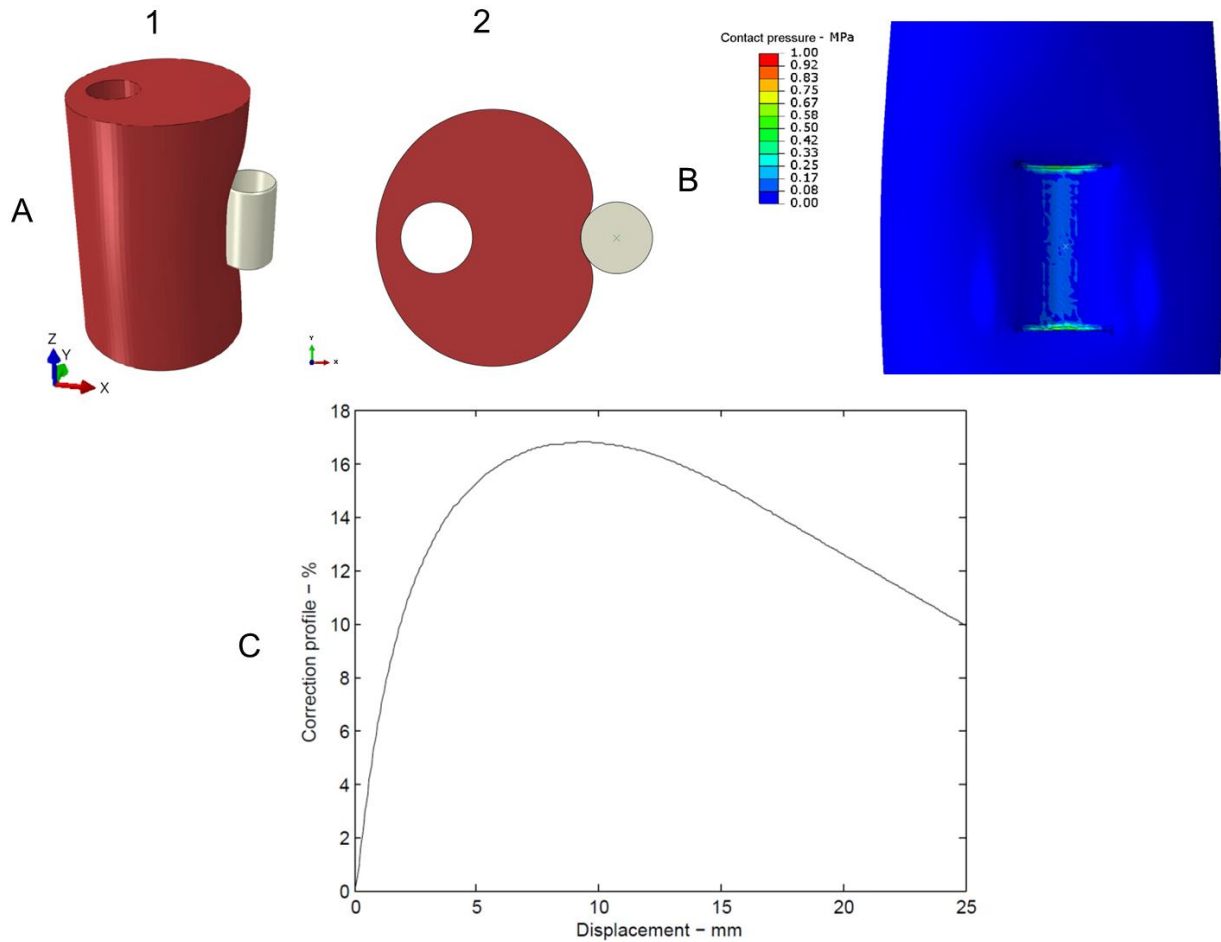 1
2
A
Z
Y
X
Y
X
B
Contact pressure - MPa
1.00
0.92
0.83
0.75
0.67
0.58
0.50
0.42
0.33
0.25
0.17
0.08
0.00
C
Correction profile – %
18
16
14
12
10
8
6
4
2
0
0 5 10 15 20 25
Displacement – mm